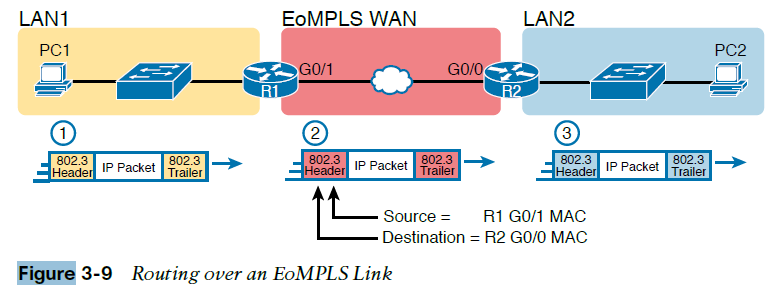 LAN1
EoMPLS WAN
LAN2
PC1
PC2
G0/1
G0/0
R1
R2
1
2
3
802.3 Header
IP Packet
802.3 Trailer
802.3 Header
IP Packet
802.3 Trailer
802.3 Header
IP Packet
802.3 Trailer
Source = R1 G0/1 MAC
Destination = R2 G0/0 MAC
Figure 3-9 Routing over an EoMPLS Link